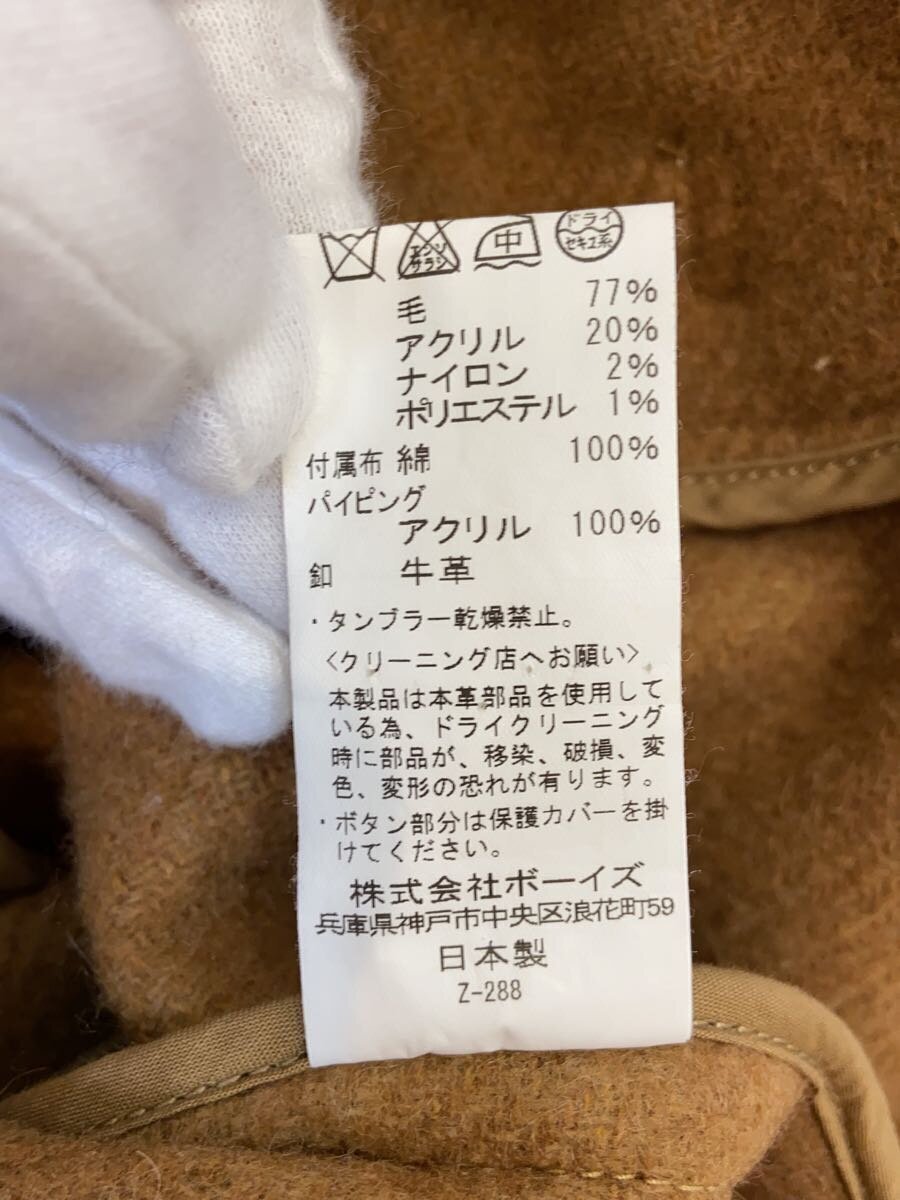 エンソ サラシ 中 ドライ セキユ系
毛 77%
アクリル 20%
ナイロン 2%
ポリエステル 1%
付属布 綿 100%
パイピング
アクリル 100%
釦 牛革
・タンブラー乾燥禁止。
〈クリーニング店へお願い〉
本製品は本革部品を使用して
いる為、ドライクリーニング
時に部品が、移染、破損、変
色、変形の恐れが有ります。
・ボタン部分は保護カバーを掛
けてください。
株式会社ボーイズ
兵庫県神戸市中央区浪花町59
日本製
Z-288